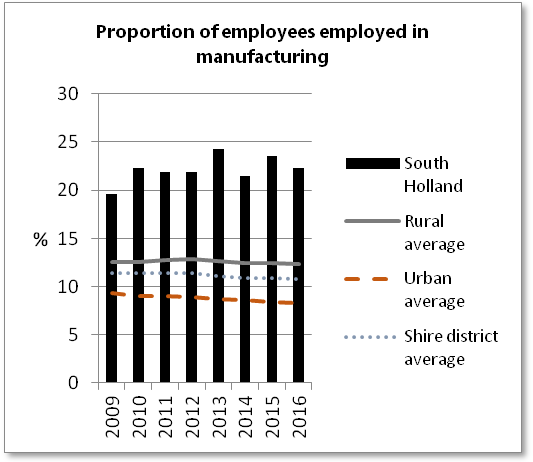 Proportion of employees employed in
manufacturing
30
25
20
15
10
5
0
%
2009
2010
2011
2012
2013
2014
2015
2016
South
Holland
Rural
average
Urban
average
Shire district
average